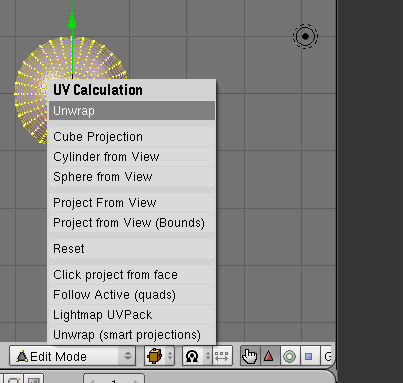 UV Calculation
Unwrap
Cube Projection
Cylinder from View
Sphere from View
Project From View
Project from View (Bounds)
Reset
Click project from face
Follow Active (quads)
Lightmap UVPack
Unwrap (smart projections)
Edit Mode
G
1